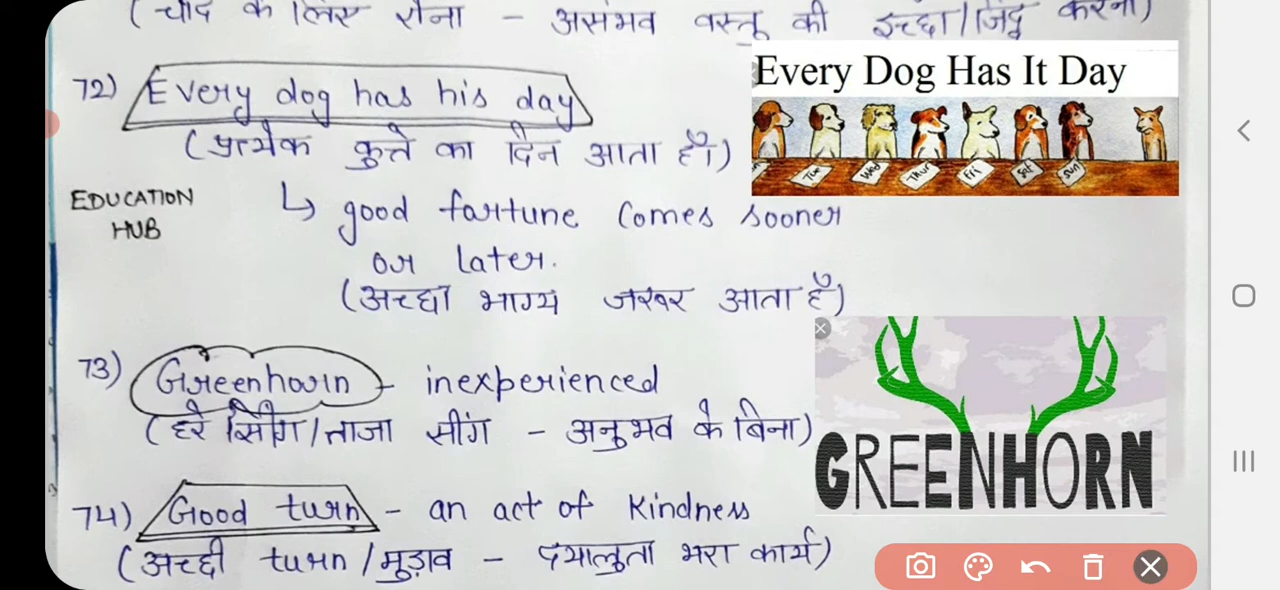 (चाँद के लिए रोना - असंभव वस्तु की इच्छा/जिद्द करना)
72) Every dog has his day
(प्रत्येक कुत्ते का दिन आता है।)
Every Dog Has It Day
Tue Wed Thur Fri Sat Sun
EDUCATION HUB
↳ good fortune comes sooner
or later.
(अच्छा भाग्य जरूर आता है)
73) Greenhorn - inexperienced
(हरे सिंग/ताजा सींग - अनुभव के बिना)
GREENHORN
74) Good turn - an act of kindness
(अच्छी turn/मुड़ाव - दयालुता भरा कार्य)